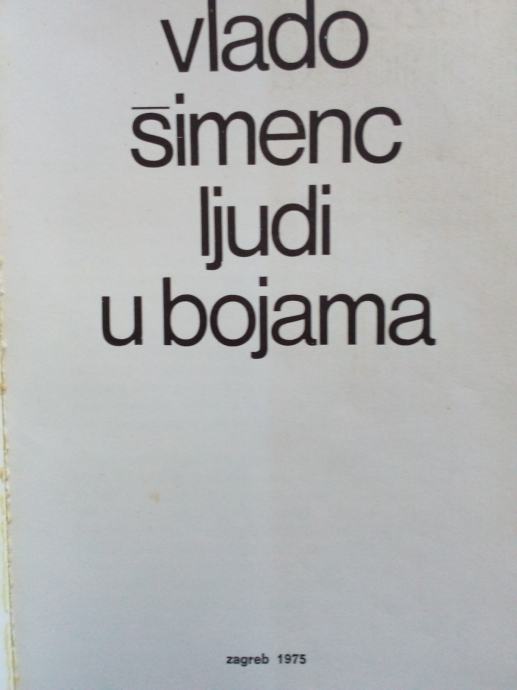 vlado
šimenc
ljudi
u bojama
zagreb 1975